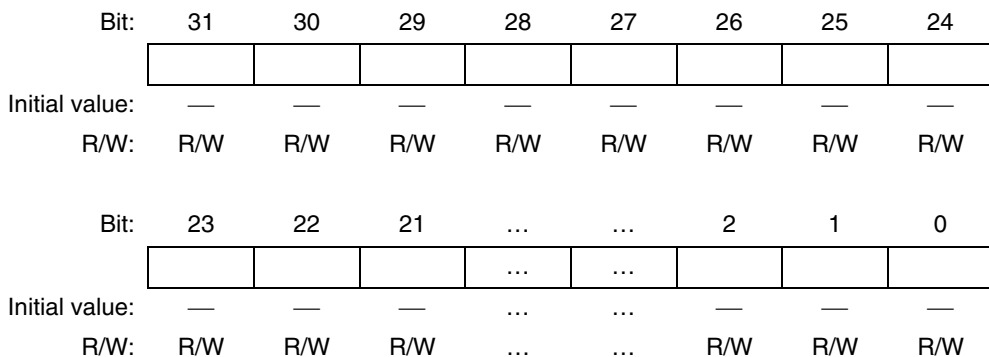 Bit: 31 30 29 28 27 26 25 24
Initial value: — — — — — — — —
R/W: R/W R/W R/W R/W R/W R/W R/W R/W
Bit: 23 22 21 … … 2 1 0
… …
Initial value: — — — … … — — —
R/W: R/W R/W R/W … … R/W R/W R/W